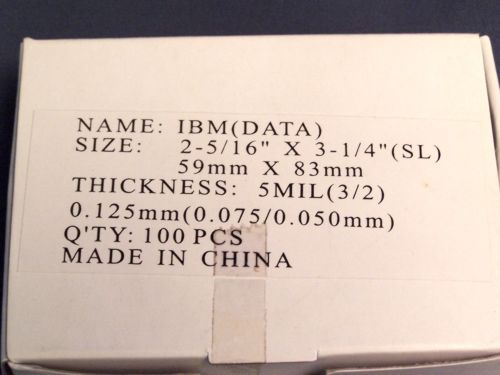 NAME: IBM(DATA)
SIZE: 2-5/16" X 3-1/4"(SL)
59mm X 83mm
THICKNESS: 5MIL(3/2)
0.125mm(0.075/0.050mm)
Q'TY: 100 PCS
MADE IN CHINA